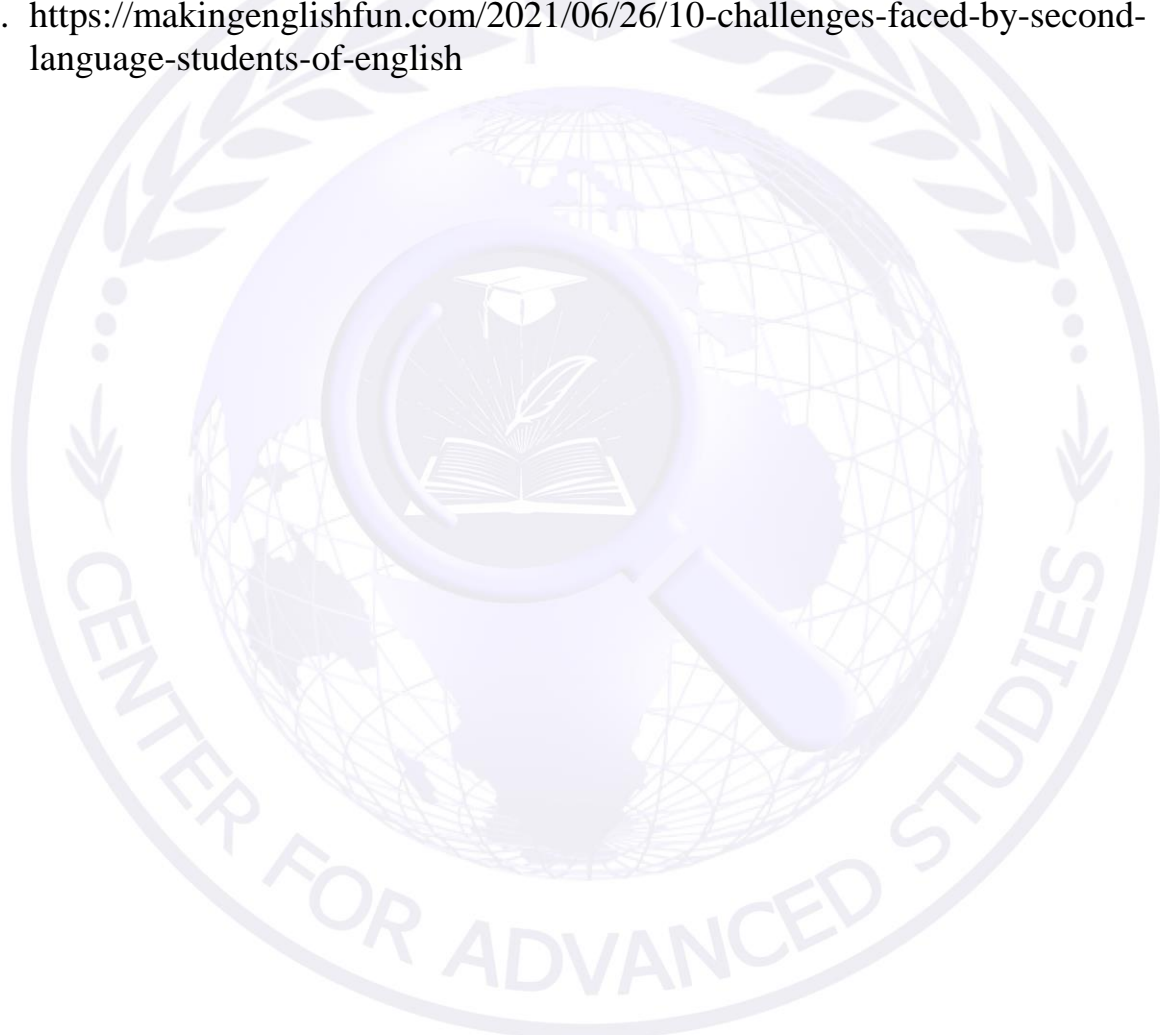 . https://makingenglishfun.com/2021/06/26/10-challenges-faced-by-second-
language-students-of-english
CENTER FOR ADVANCED STUDIES